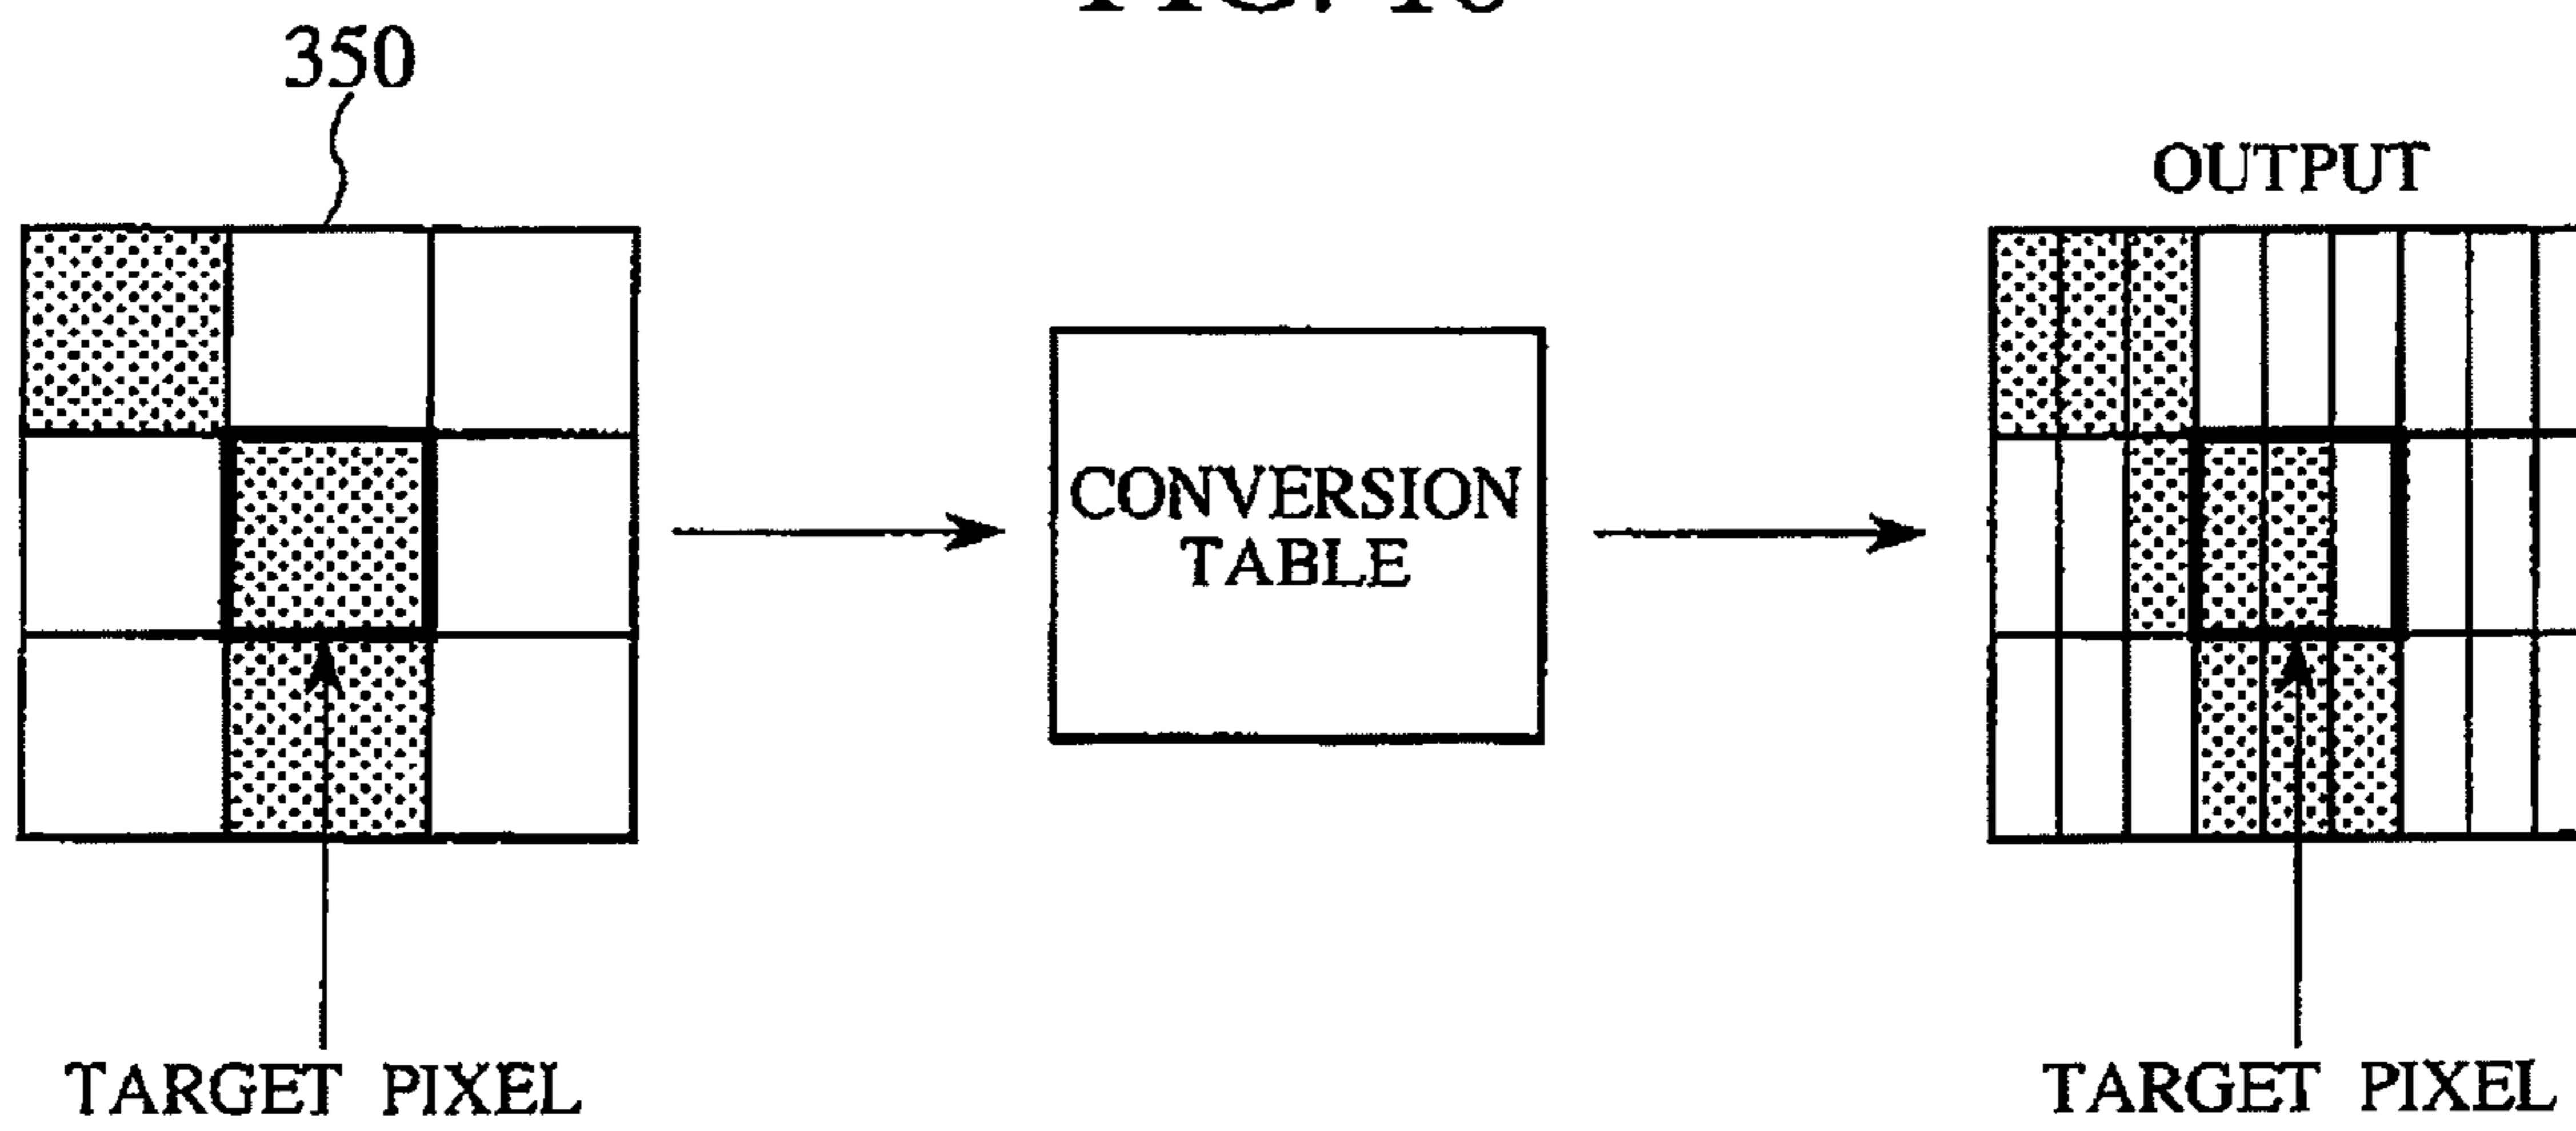 350
OUTPUT
CONVERSION
TABLE
TARGET PIXEL
TARGET PIXEL